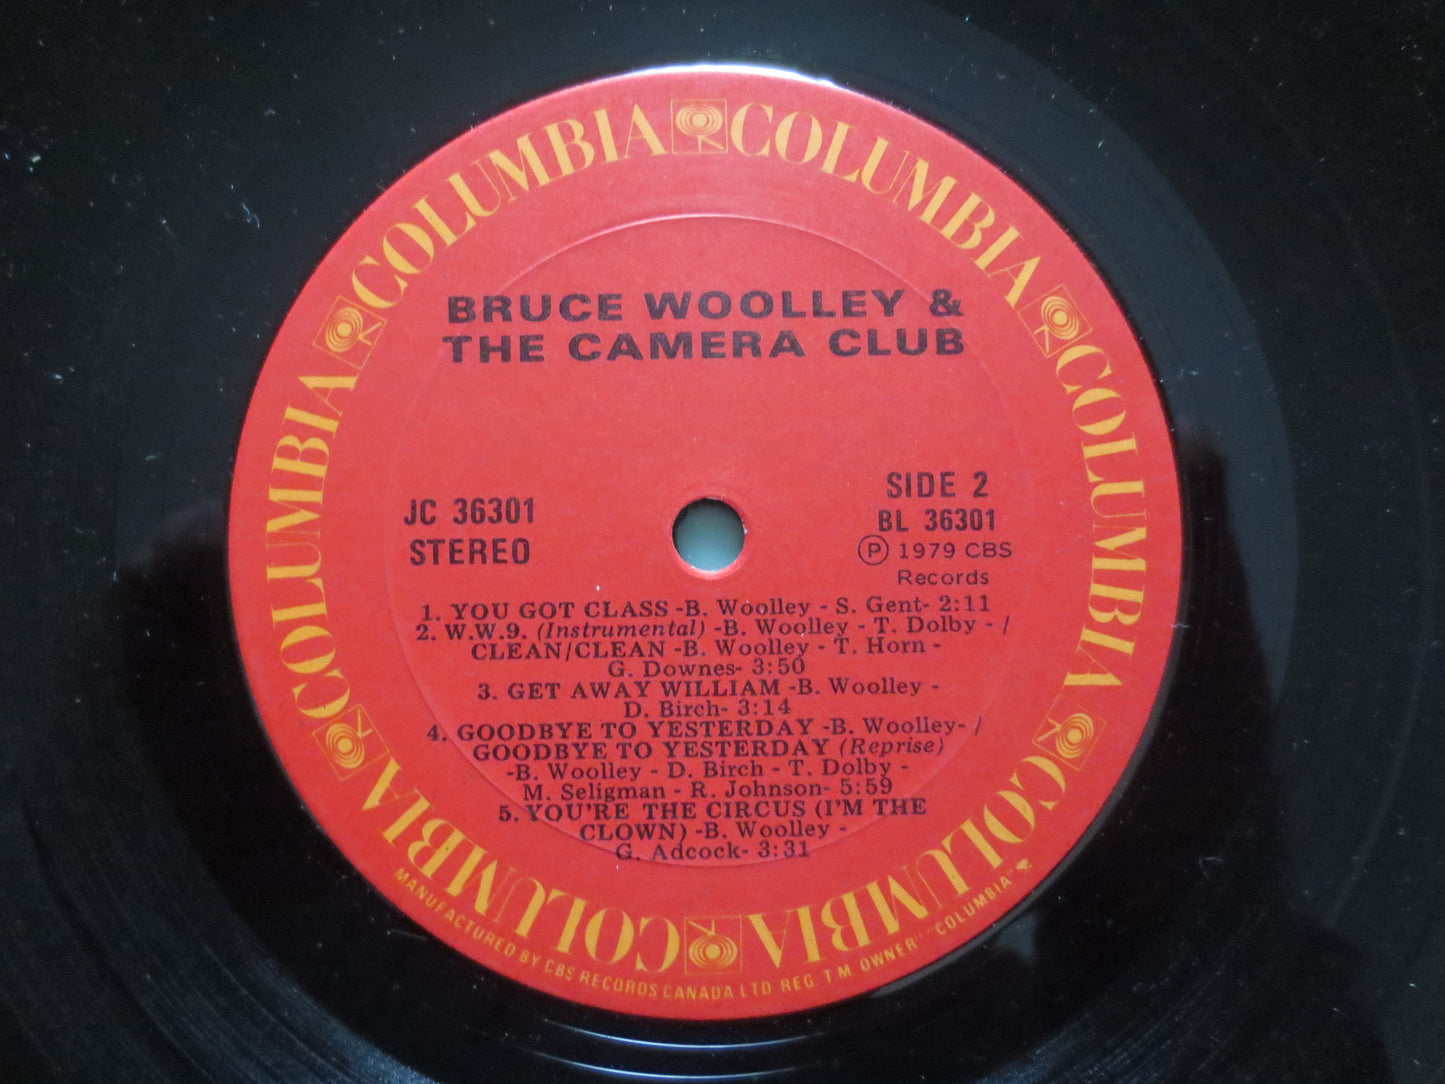 COLUMBIA COLUMBIA COLUMBIA COLUMBIA COLUMBIA COLUMBIA COLUMBIA COLUMBIA
BRUCE WOOLLEY &
THE CAMERA CLUB
JC 36301
STEREO
SIDE 2
BL 36301
Ⓟ 1979 CBS
Records
1. YOU GOT CLASS -B. Woolley - S. Gent- 2:11
2. W.W.9. (Instrumental) -B. Woolley - T. Dolby - /
CLEAN/CLEAN -B. Woolley - T. Horn -
G. Downes- 3:50
3. GET AWAY WILLIAM -B. Woolley -
D. Birch- 3:14
4. GOODBYE TO YESTERDAY -B. Woolley- /
GOODBYE TO YESTERDAY (Reprise)
-B. Woolley - D. Birch - T. Dolby -
M. Seligman - R. Johnson- 5:59
5. YOU'RE THE CIRCUS (I'M THE
CLOWN) -B. Woolley -
G. Adcock- 3:31
MANUFACTURED BY CBS RECORDS CANADA LTD REG. T.M OWNER "COLUMBIA"